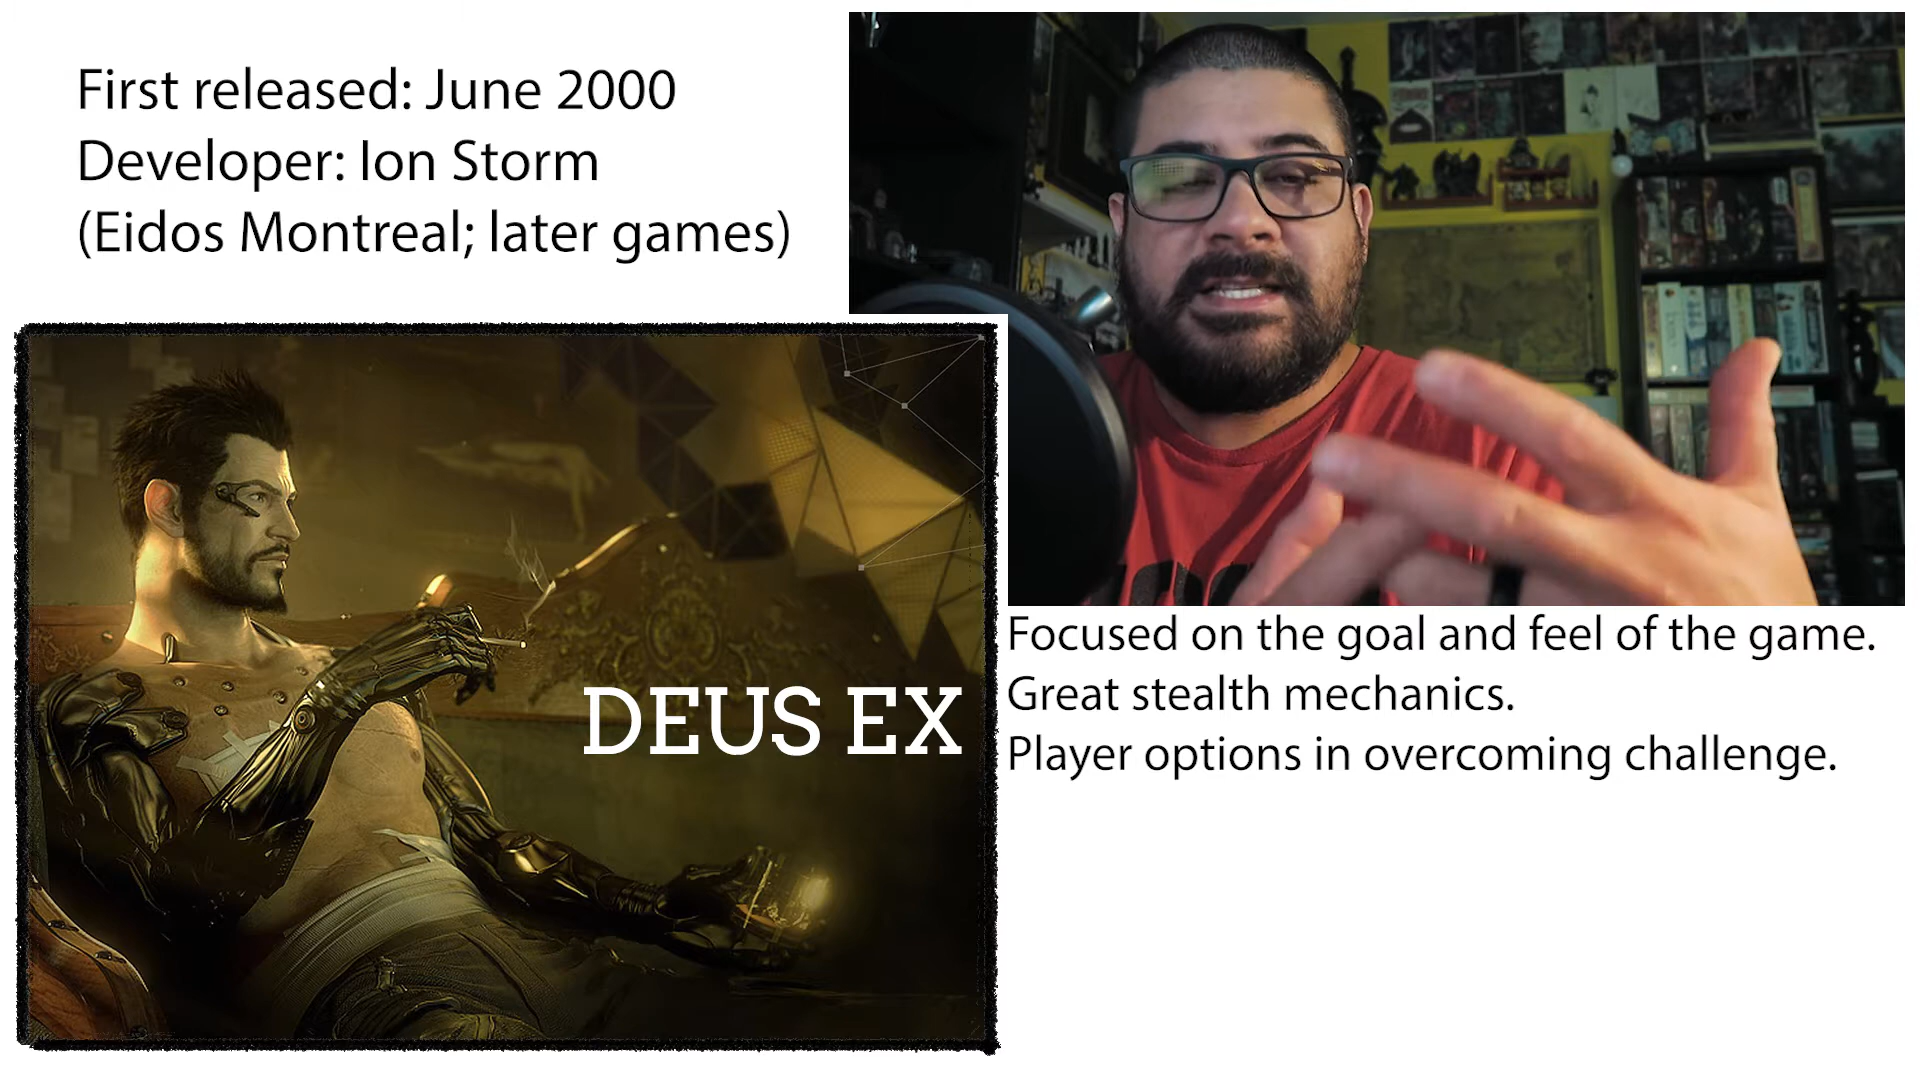 First released: June 2000
Developer: Ion Storm
(Eidos Montreal; later games)
DEUS EX
Focused on the goal and feel of the game.
Great stealth mechanics.
Player options in overcoming challenge.